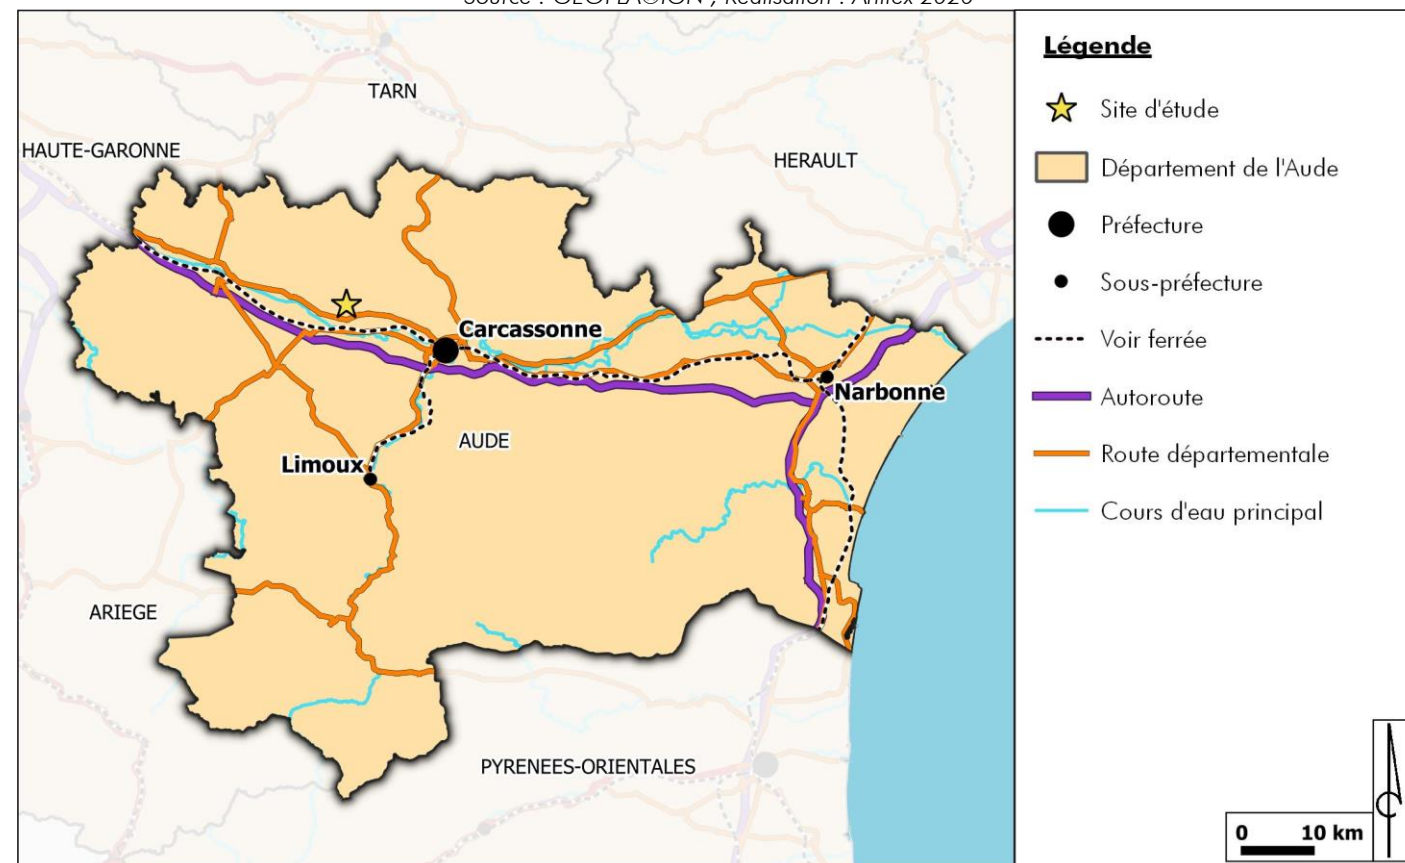 TARN
HAUTE-GARONNE
HERAULT
Carcassonne
Narbonne
AUDE
Limoux
ARIEGE
PYRENEES-ORIENTALES
Légende
Site d'étude
Département de l'Aude
Préfecture
Sous-préfecture
Voir ferrée
Autoroute
Route départementale
Cours d'eau principal
0 10 km